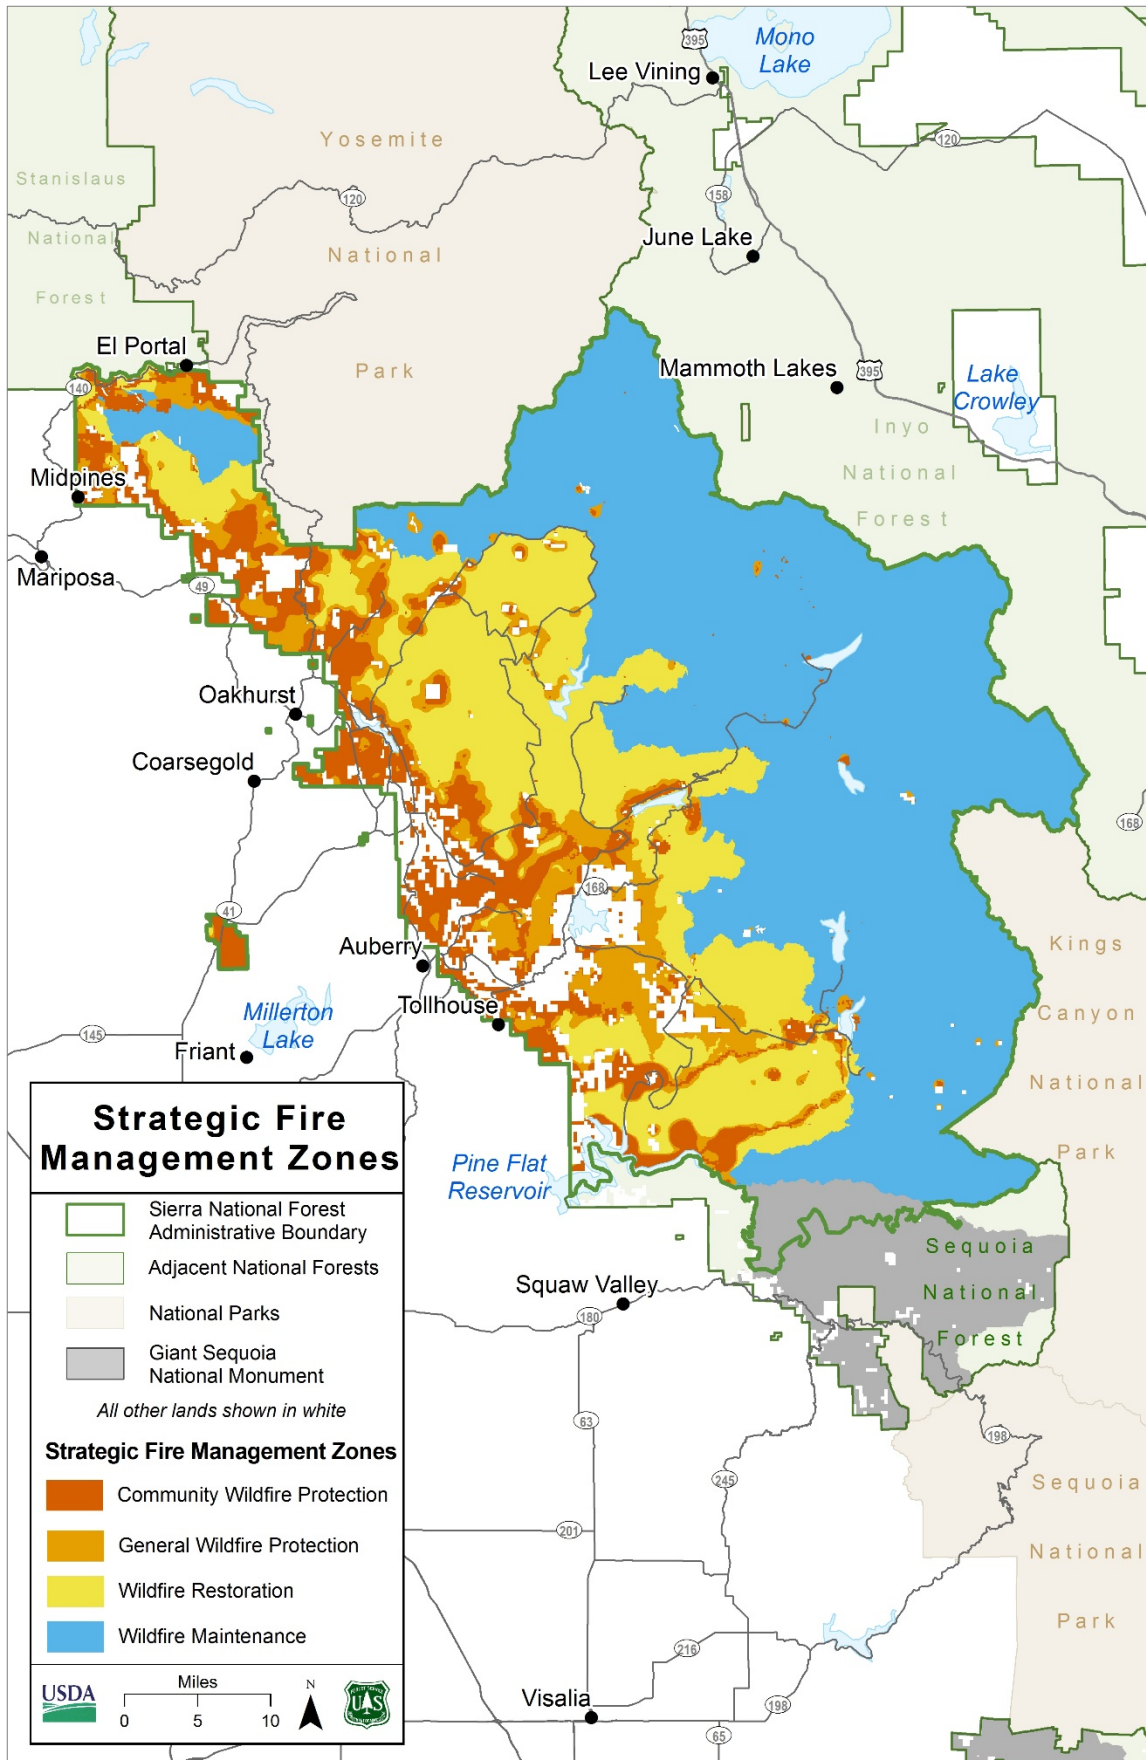 395
Mono
Lake
Lee Vining
120
Yosemite
Stanislaus
120
158
National
June Lake
National
Forest
El Portal
Park
Mammoth Lakes
395
Lake
Crowley
140
Inyo
National
Midpines
Forest
Mariposa
49
Oakhurst
Coarsegold
168
168
41
Auberry
Kings
Tollhouse
Millerton
Lake
Canyon
145
Friant
National
Park
Pine Flat
Reservoir
Sequoia
Squaw Valley
National
180
Forest
63
198
245
Sequoia
201
National
Park
216
Visalia
198
65
Strategic Fire
Management Zones
Sierra National Forest
Administrative Boundary
Adjacent National Forests
National Parks
Giant Sequoia
National Monument
All other lands shown in white
Strategic Fire Management Zones
Community Wildfire Protection
General Wildfire Protection
Wildfire Restoration
Wildfire Maintenance
USDA
Miles
0 5 10
N
U S